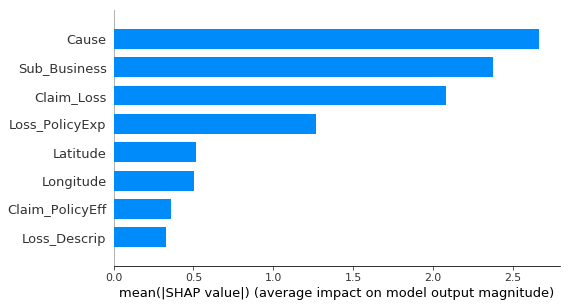 Cause
Sub_Business
Claim_Loss
Loss_PolicyExp
Latitude
Longitude
Claim_PolicyEff
Loss_Descrip
0.0 0.5 1.0 1.5 2.0 2.5
mean(|SHAP value|) (average impact on model output magnitude)